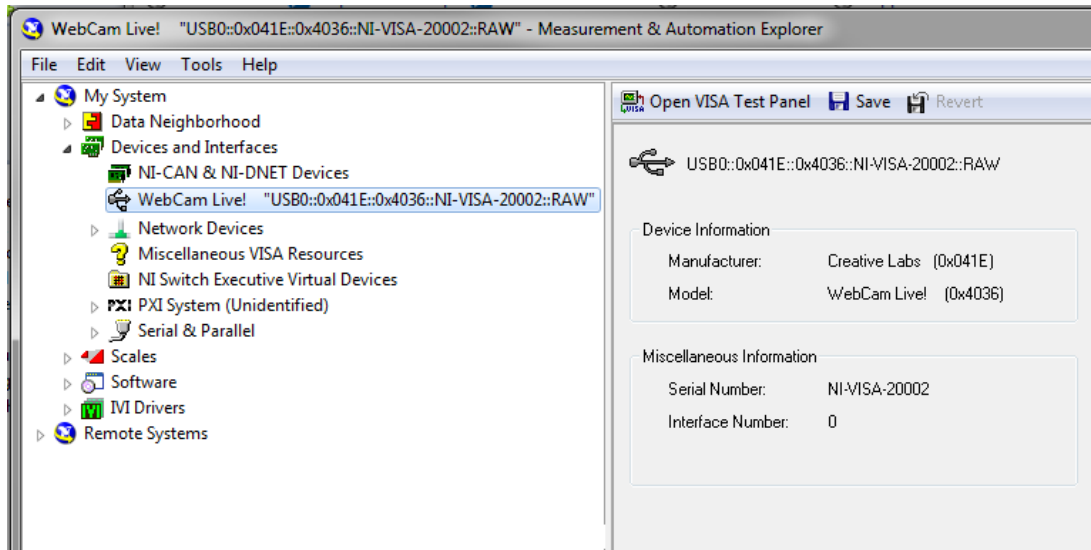 WebCam Live!   "USB0::0x041E::0x4036::NI-VISA-20002::RAW" - Measurement & Automation Explorer
File   Edit   View   Tools   Help
My System
Data Neighborhood
Devices and Interfaces
NI-CAN & NI-DNET Devices
WebCam Live!   "USB0::0x041E::0x4036::NI-VISA-20002::RAW"
Network Devices
Miscellaneous VISA Resources
NI Switch Executive Virtual Devices
PXI PXI System (Unidentified)
Serial & Parallel
Scales
Software
IVI Drivers
Remote Systems
VISA Open VISA Test Panel   Save   Revert
USB0::0x041E::0x4036::NI-VISA-20002::RAW
Device Information
Manufacturer:   Creative Labs   (0x041E)
Model:   WebCam Live!   (0x4036)
Miscellaneous Information
Serial Number:   NI-VISA-20002
Interface Number:   0